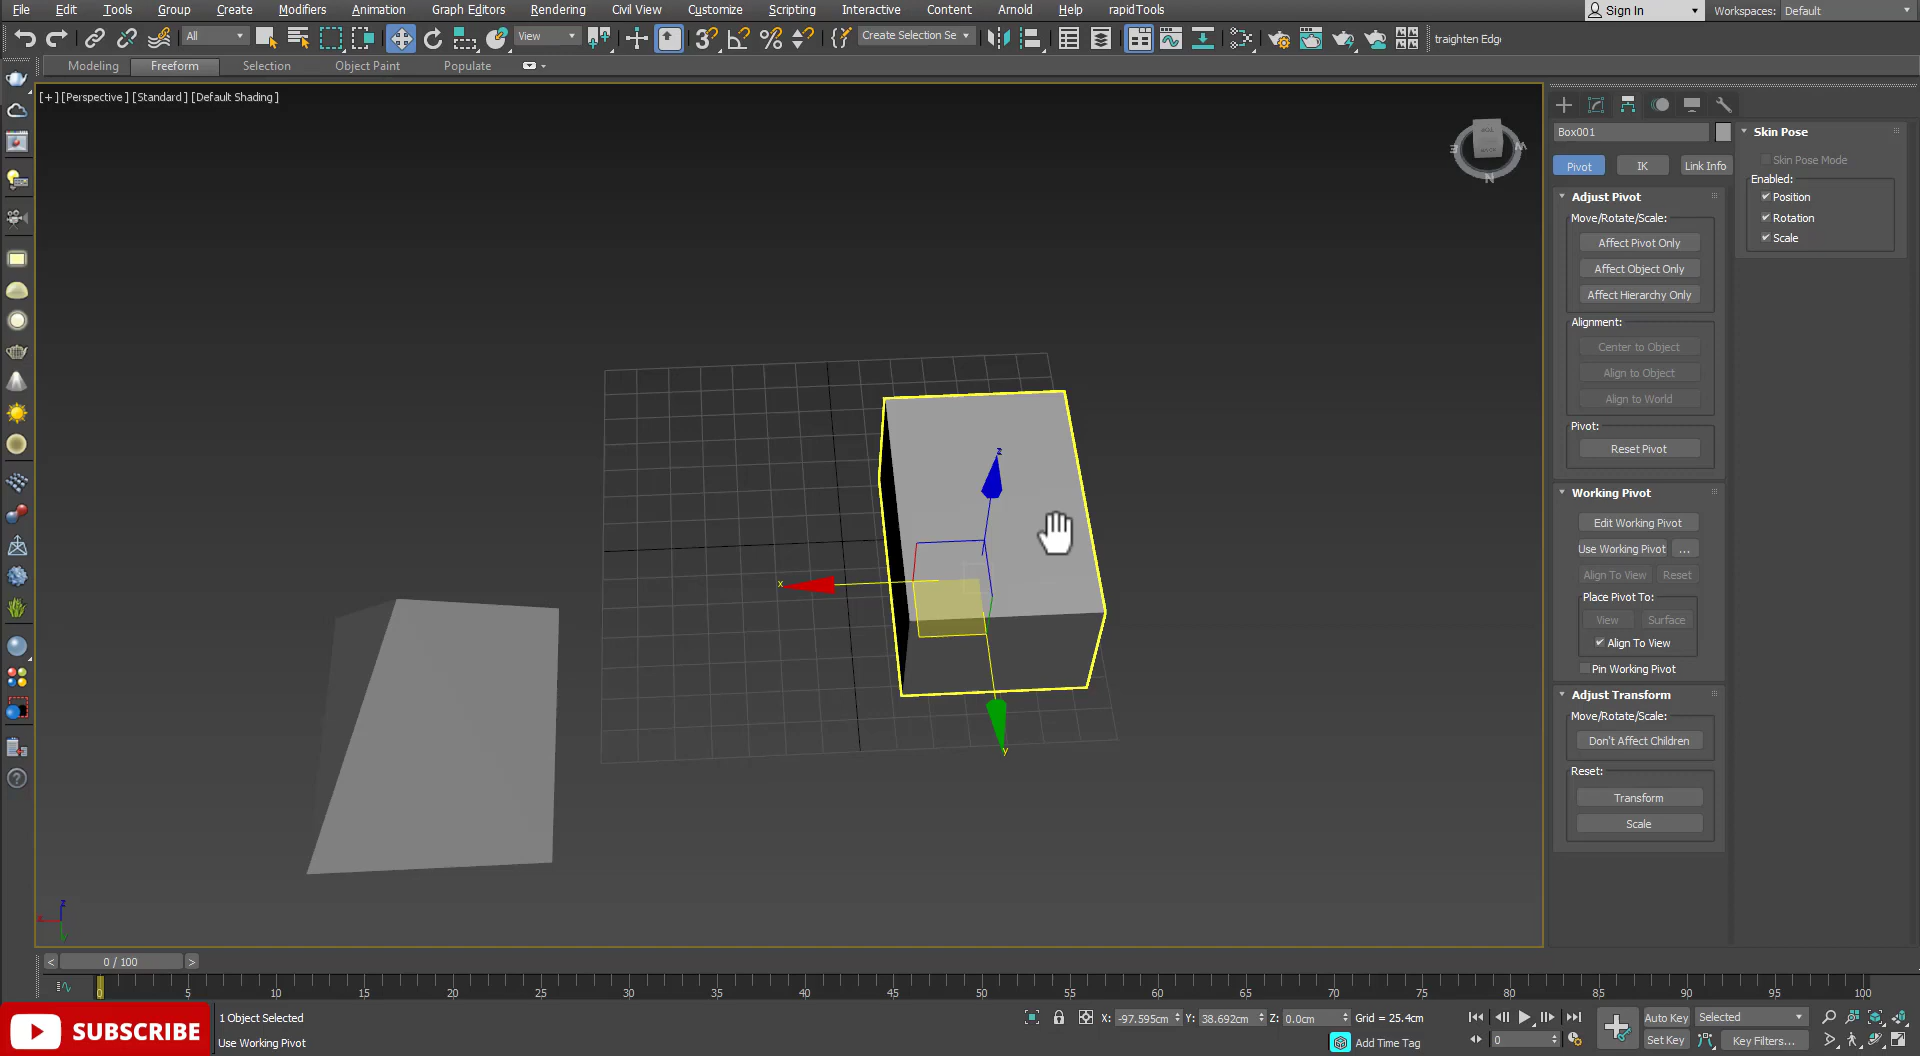 File Edit Tools Group Create Modifiers Animation Graph Editors Rendering Civil View Customize Scripting Interactive Content Arnold Help rapidTools Sign In Workspaces: Default
All View Create Selection Se traighten Edge
Modeling Freeform Selection Object Paint Populate
[+] [Perspective] [Standard] [Default Shading]
Box001
Pivot IK Link Info
Adjust Pivot
Move/Rotate/Scale:
Affect Pivot Only
Affect Object Only
Affect Hierarchy Only
Alignment:
Center to Object
Align to Object
Align to World
Pivot:
Reset Pivot
Working Pivot
Edit Working Pivot
Use Working Pivot ...
Align To View Reset
Place Pivot To:
View Surface
Align To View
Pin Working Pivot
Adjust Transform
Move/Rotate/Scale:
Don't Affect Children
Reset:
Transform
Scale
Skin Pose
Skin Pose Mode
Enabled:
Position
Rotation
Scale
E W
N
z
x
y
z
x
y
< 0 / 100 >
0 5 10 15 20 25 30 35 40 45 50 55 60 65 70 75 80 85 90 95 100
SUBSCRIBE
1 Object Selected
Use Working Pivot
X: -97.595cm Y: 38.692cm Z: 0.0cm Grid = 25.4cm
Add Time Tag
0
Auto Key Selected
Set Key Key Filters...